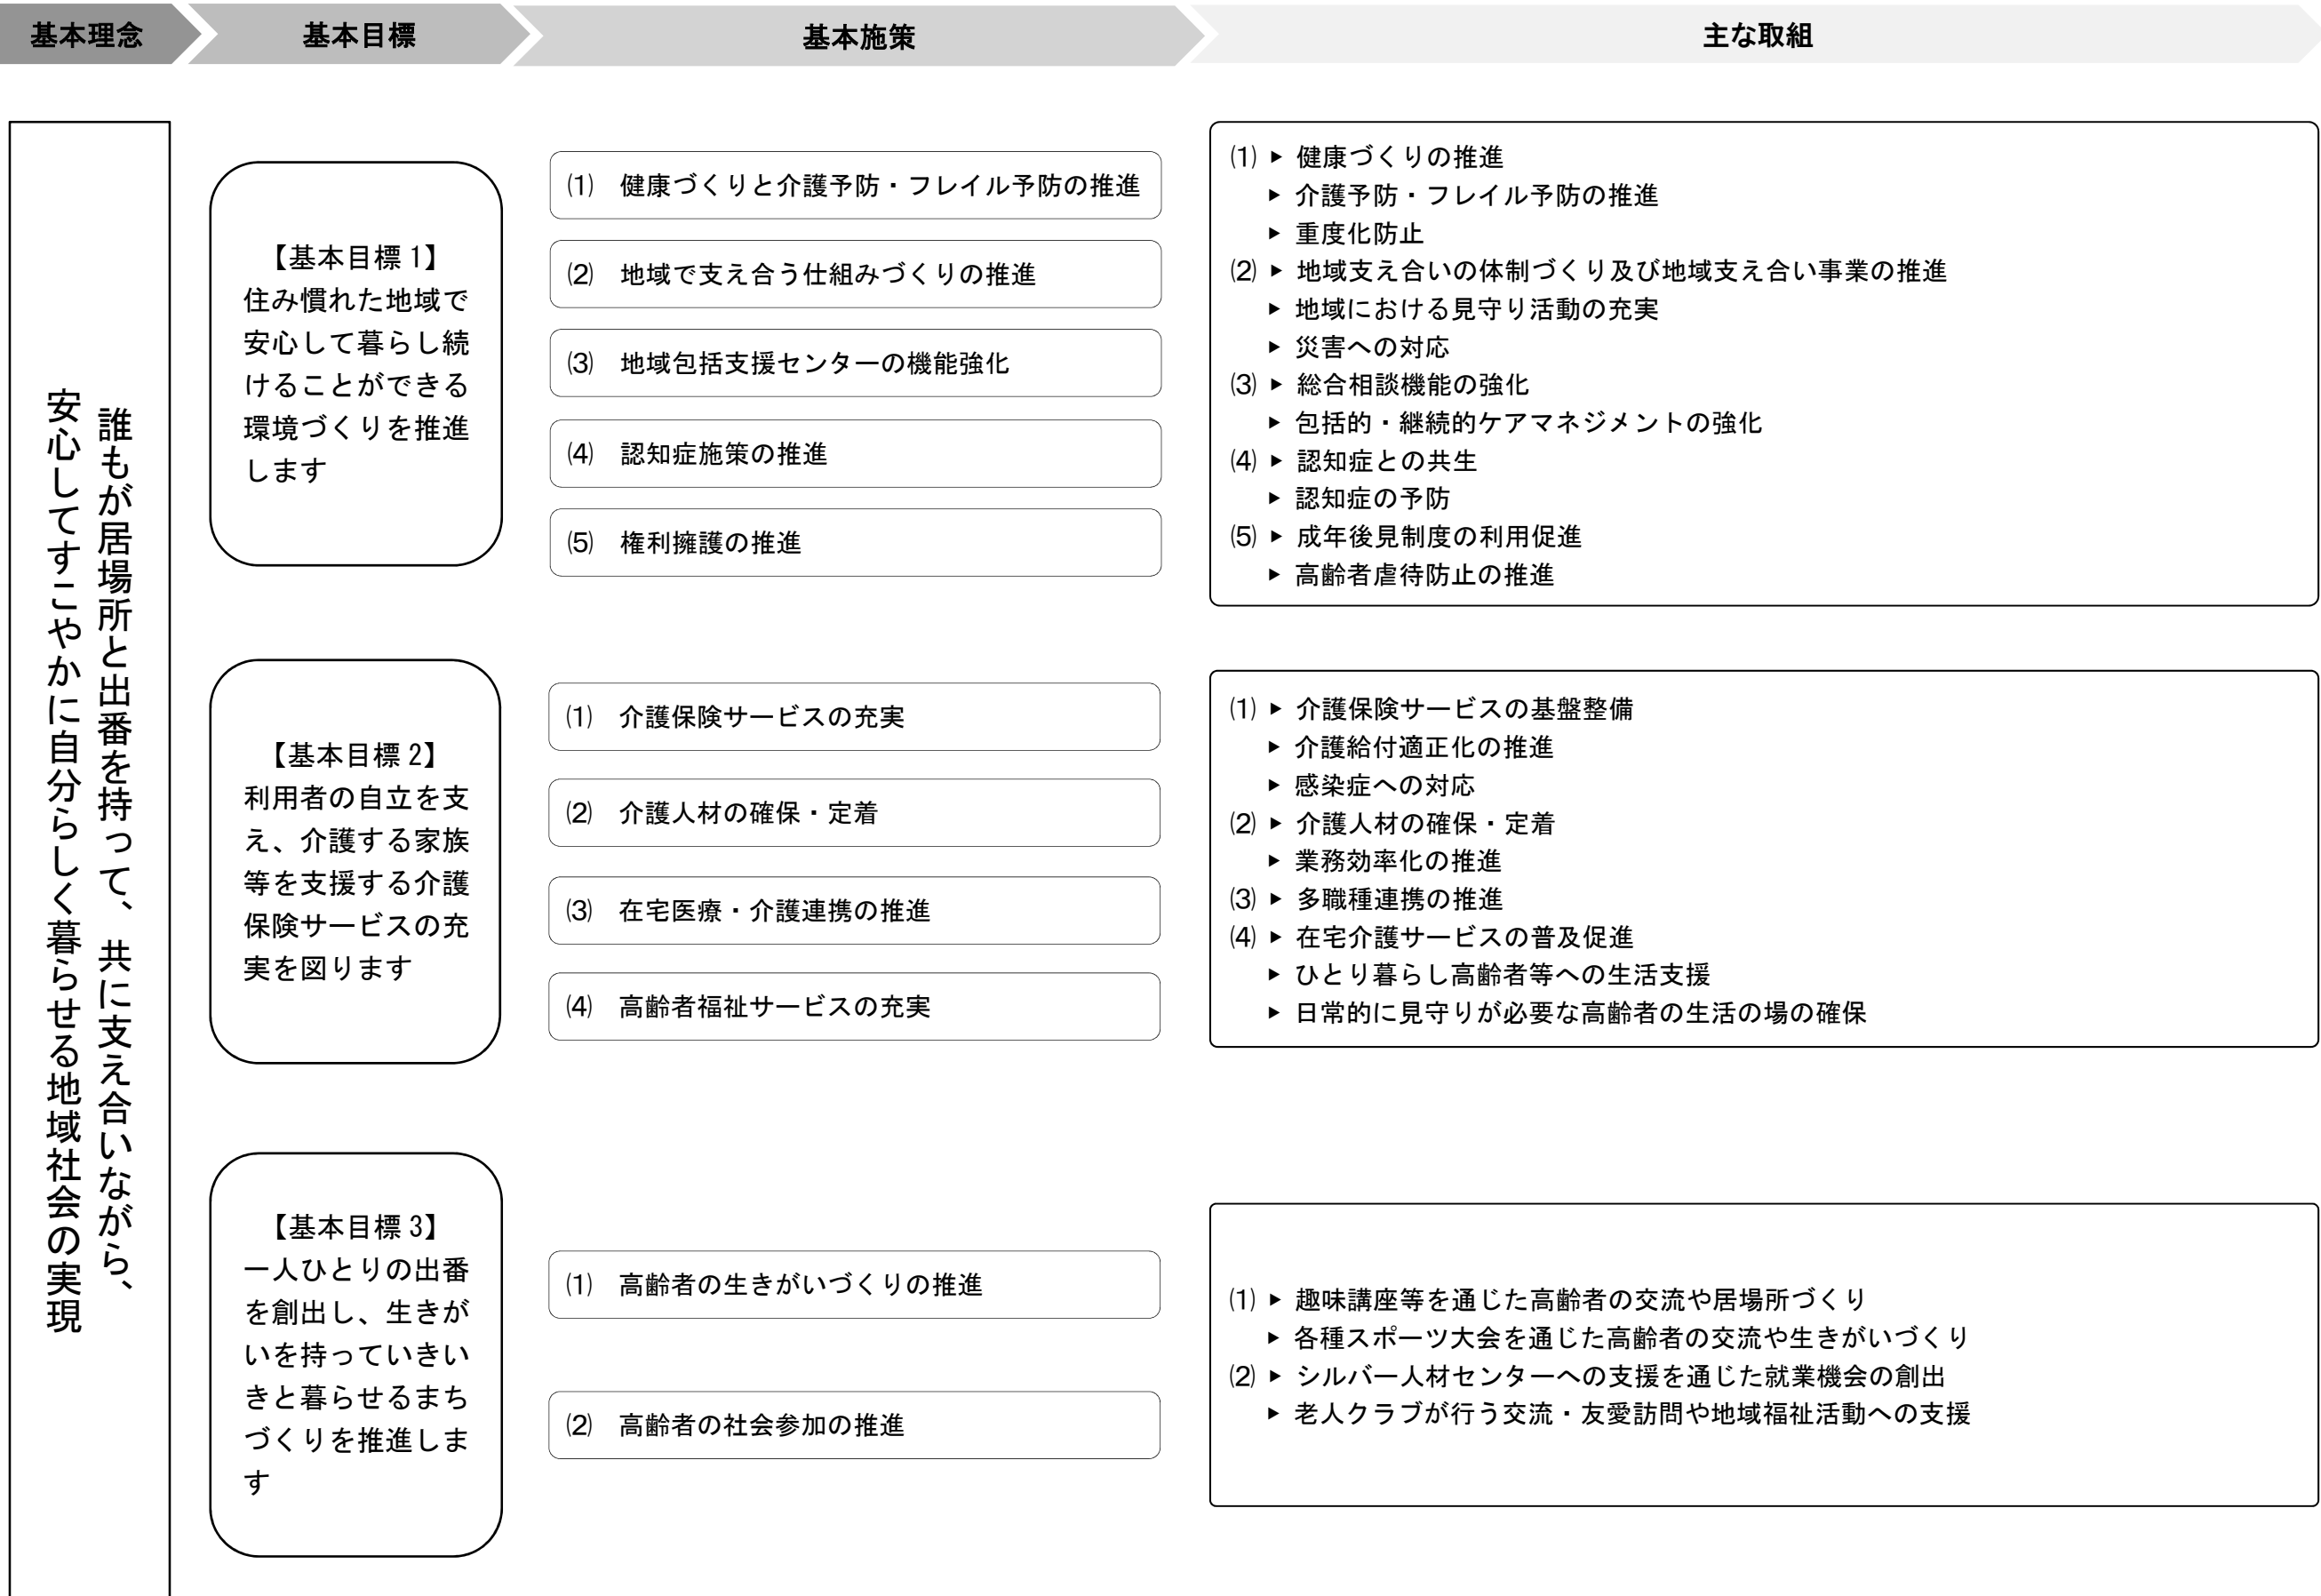 基本理念
基本目標
基本施策
主な取組
誰もが居場所と出番を持って、共に支え合いながら、
安心してすこやかに自分らしく暮らせる地域社会の実現
【基本目標1】
住み慣れた地域で
安心して暮らし続
けることができる
環境づくりを推進
します
⑴ 健康づくりと介護予防・フレイル予防の推進
⑵ 地域で支え合う仕組みづくりの推進
⑶ 地域包括支援センターの機能強化
⑷ 認知症施策の推進
⑸ 権利擁護の推進
⑴ ▶ 健康づくりの推進
▶ 介護予防・フレイル予防の推進
▶ 重度化防止
⑵ ▶ 地域支え合いの体制づくり及び地域支え合い事業の推進
▶ 地域における見守り活動の充実
▶ 災害への対応
⑶ ▶ 総合相談機能の強化
▶ 包括的・継続的ケアマネジメントの強化
⑷ ▶ 認知症との共生
▶ 認知症の予防
⑸ ▶ 成年後見制度の利用促進
▶ 高齢者虐待防止の推進
【基本目標2】
利用者の自立を支
え、介護する家族
等を支援する介護
保険サービスの充
実を図ります
⑴ 介護保険サービスの充実
⑵ 介護人材の確保・定着
⑶ 在宅医療・介護連携の推進
⑷ 高齢者福祉サービスの充実
⑴ ▶ 介護保険サービスの基盤整備
▶ 介護給付適正化の推進
▶ 感染症への対応
⑵ ▶ 介護人材の確保・定着
▶ 業務効率化の推進
⑶ ▶ 多職種連携の推進
⑷ ▶ 在宅介護サービスの普及促進
▶ ひとり暮らし高齢者等への生活支援
▶ 日常的に見守りが必要な高齢者の生活の場の確保
【基本目標3】
一人ひとりの出番
を創出し、生きが
いを持っていきい
きと暮らせるまち
づくりを推進しま
す
⑴ 高齢者の生きがいづくりの推進
⑵ 高齢者の社会参加の推進
⑴ ▶ 趣味講座等を通じた高齢者の交流や居場所づくり
▶ 各種スポーツ大会を通じた高齢者の交流や生きがいづくり
⑵ ▶ シルバー人材センターへの支援を通じた就業機会の創出
▶ 老人クラブが行う交流・友愛訪問や地域福祉活動への支援